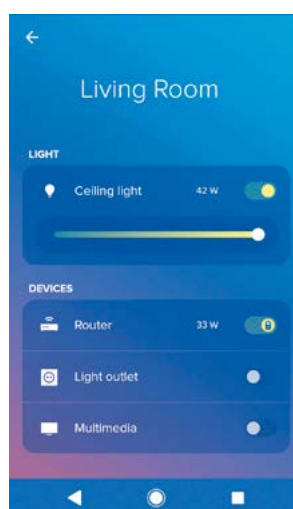 Living Room
LIGHT
Ceiling light 42 W
DEVICES
Router 33 W
Light outlet
Multimedia